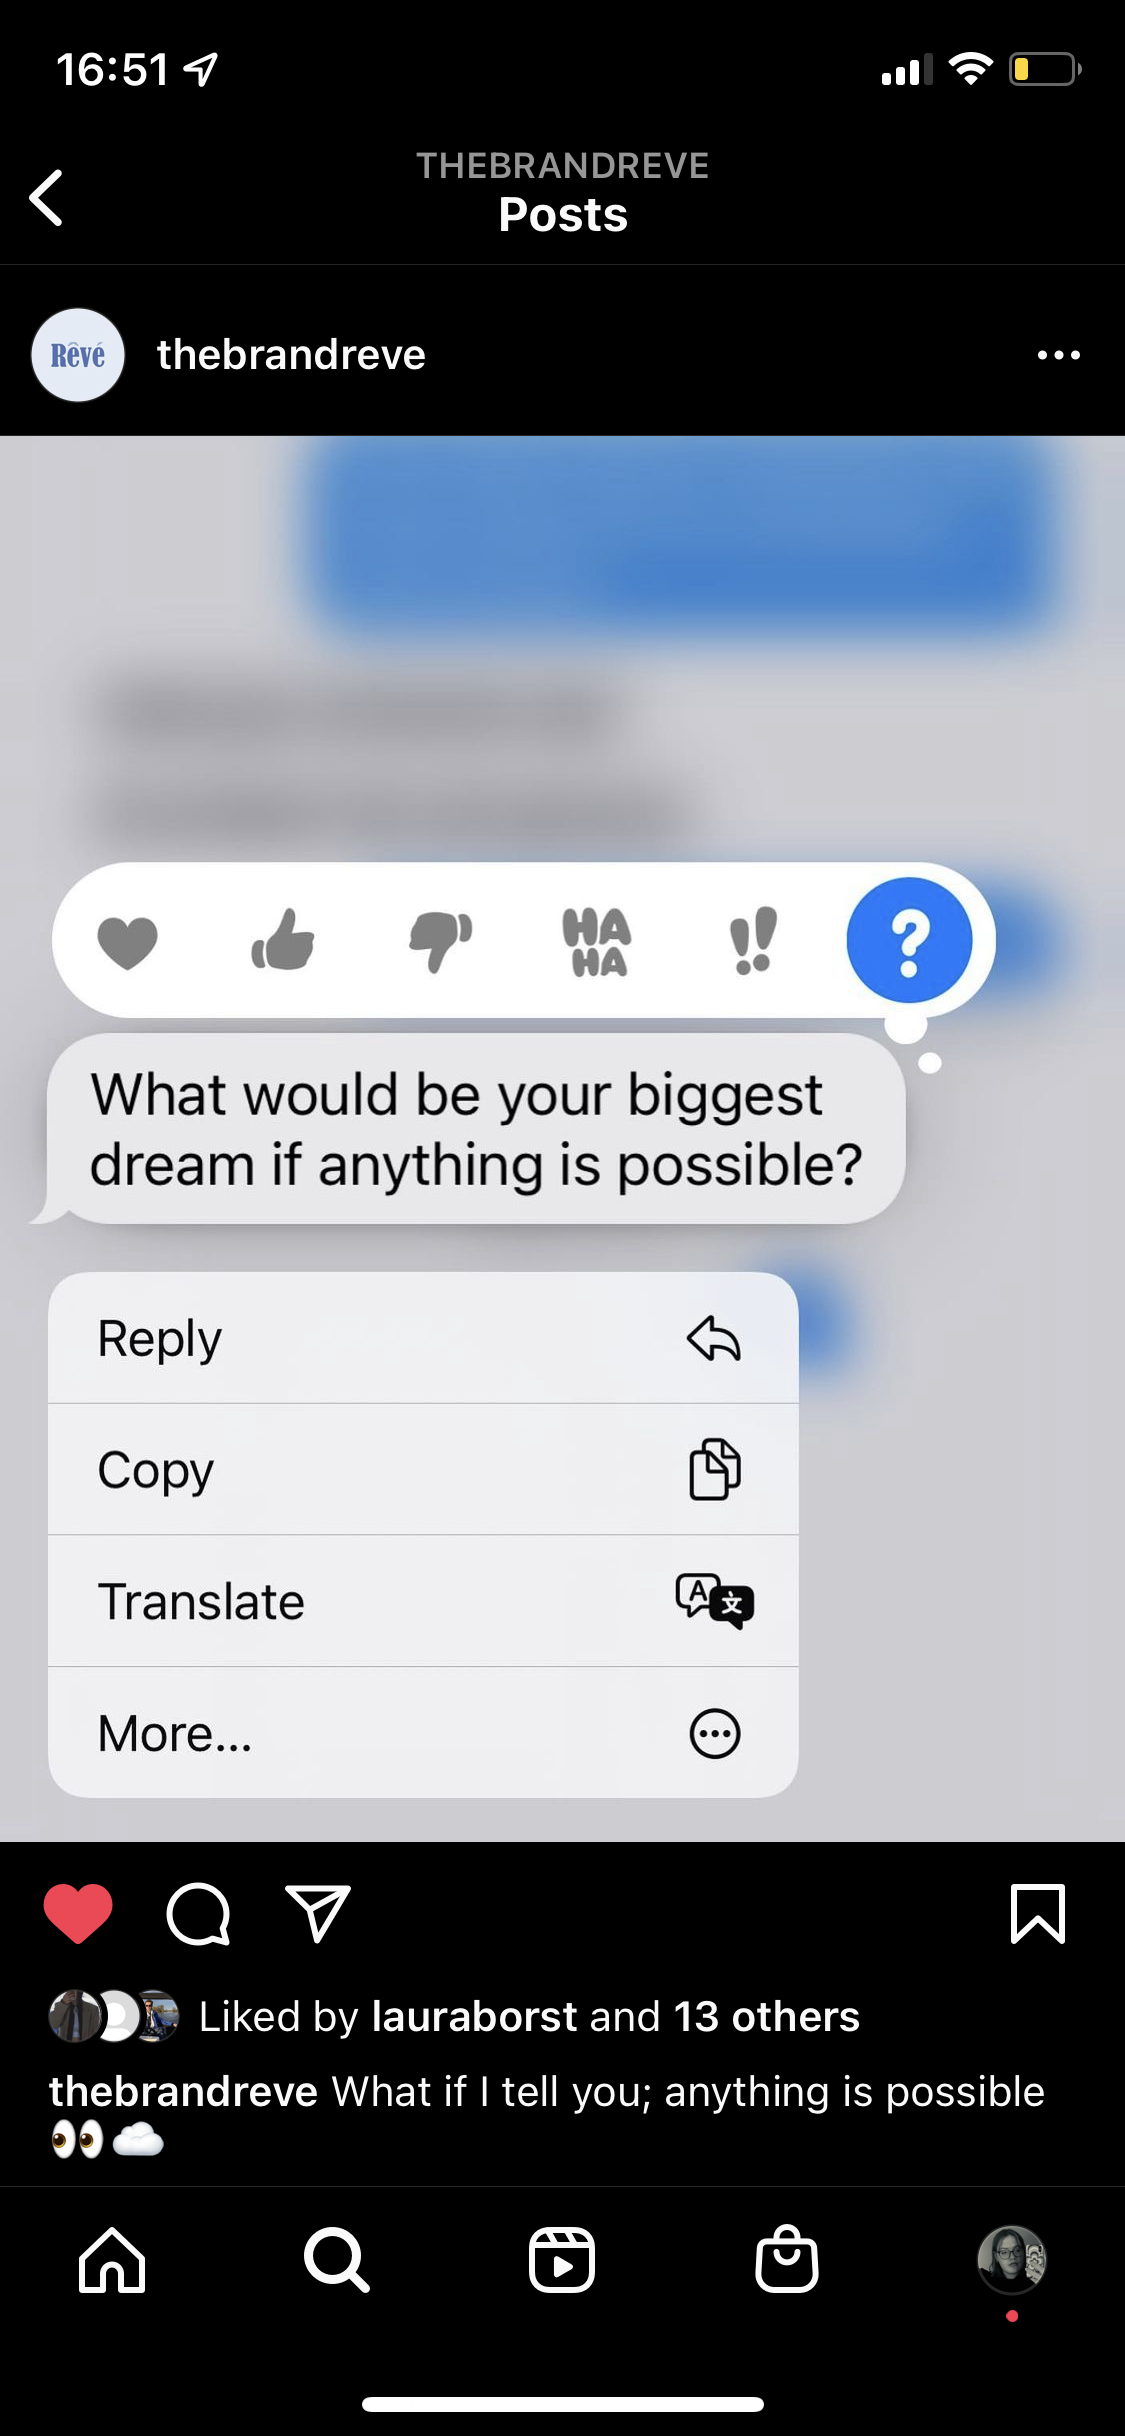 16:51
THEBRANDREVE
Posts
Rêvé
thebrandreve
HA
HA
What would be your biggest
dream if anything is possible?
Reply
Copy
Translate
A 文
More...
Liked by lauraborst and 13 others
thebrandreve What if I tell you; anything is possible
👀☁️